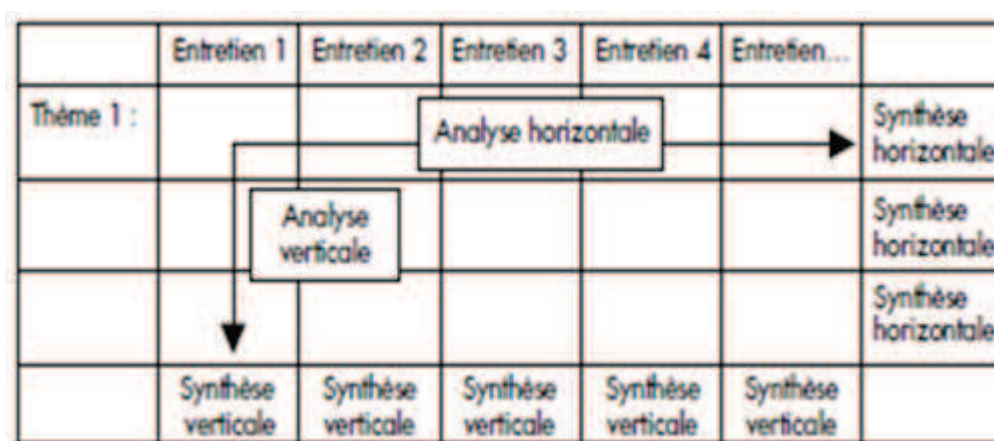 Entretien 1 Entretien 2 Entretien 3 Entretien 4 Entretien...
Thème 1 :
Analyse horizontale
Synthèse
horizontale
Analyse
verticale
Synthèse
horizontale
Synthèse
horizontale
Synthèse Synthèse Synthèse Synthèse Synthèse
verticale verticale verticale verticale verticale